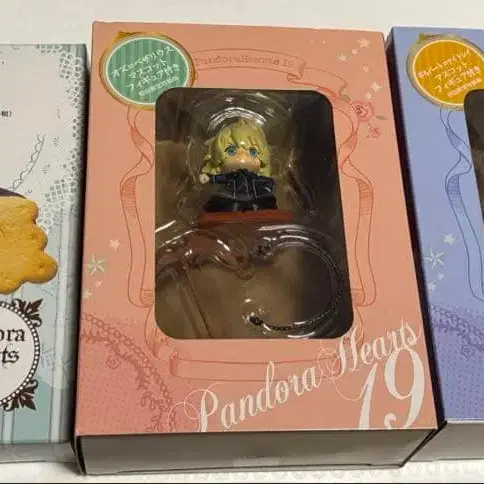 ora
rts
オズ=ベザリウス
マスコット
フィギュア付き
PandoraHearts 19
Pandora Hearts
19
ギルバート=ナイトレイ
マスコット
フィギュア付き